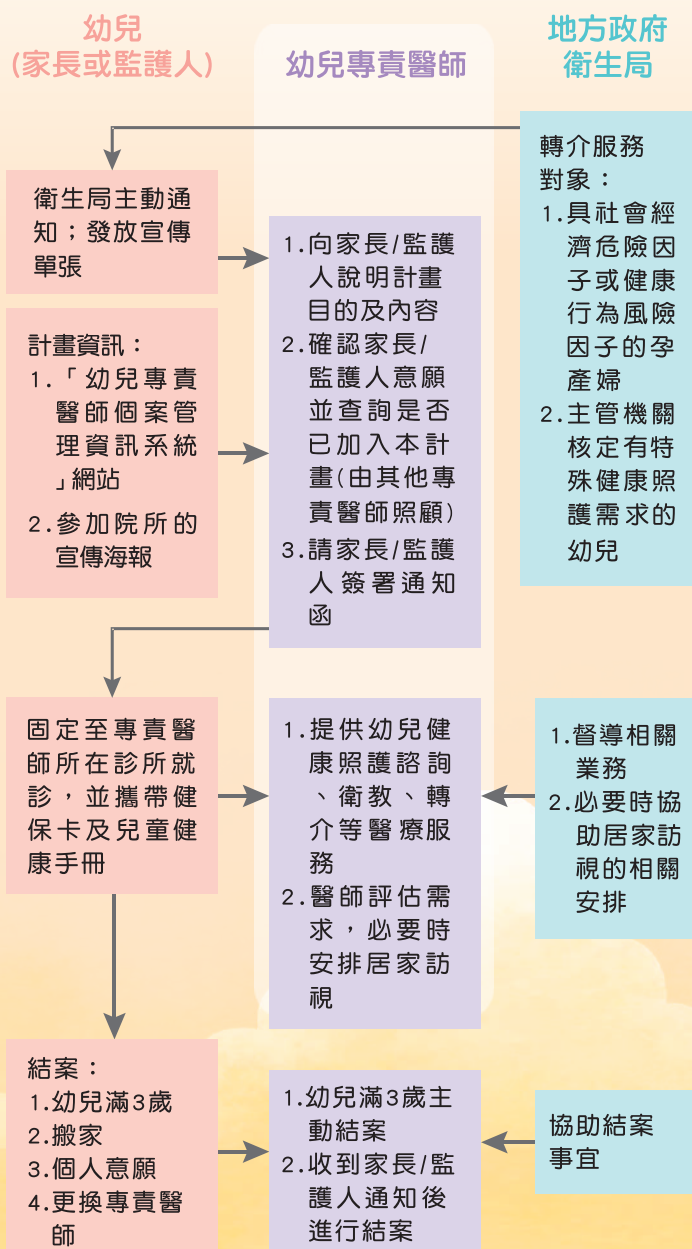 幼兒
(家長或監護人)
幼兒專責醫師
地方政府
衛生局
轉介服務
對象：
1.具社會經
濟危險因
子或健康
行為風險
因子的孕
產婦
2.主管機關
核定有特
殊健康照
護需求的
幼兒
衛生局主動通
知；發放宣傳
單張
計畫資訊：
1.「幼兒專責
醫師個案管
理資訊系統
」網站
2.參加院所的
宣傳海報
1.向家長/監護
人說明計畫
目的及內容
2.確認家長/
監護人意願
並查詢是否
已加入本計
畫(由其他專
責醫師照顧)
3.請家長/監護
人簽署通知
函
固定至專責醫
師所在診所就
診，並攜帶健
保卡及兒童健
康手冊
1.提供幼兒健
康照護諮詢
、衛教、轉
介等醫療服
務
2.醫師評估需
求，必要時
安排居家訪
視
1.督導相關
業務
2.必要時協
助居家訪
視的相關
安排
結案：
1.幼兒滿3歲
2.搬家
3.個人意願
4.更換專責醫
師
1.幼兒滿3歲主
動結案
2.收到家長/監
護人通知後
進行結案
協助結案
事宜